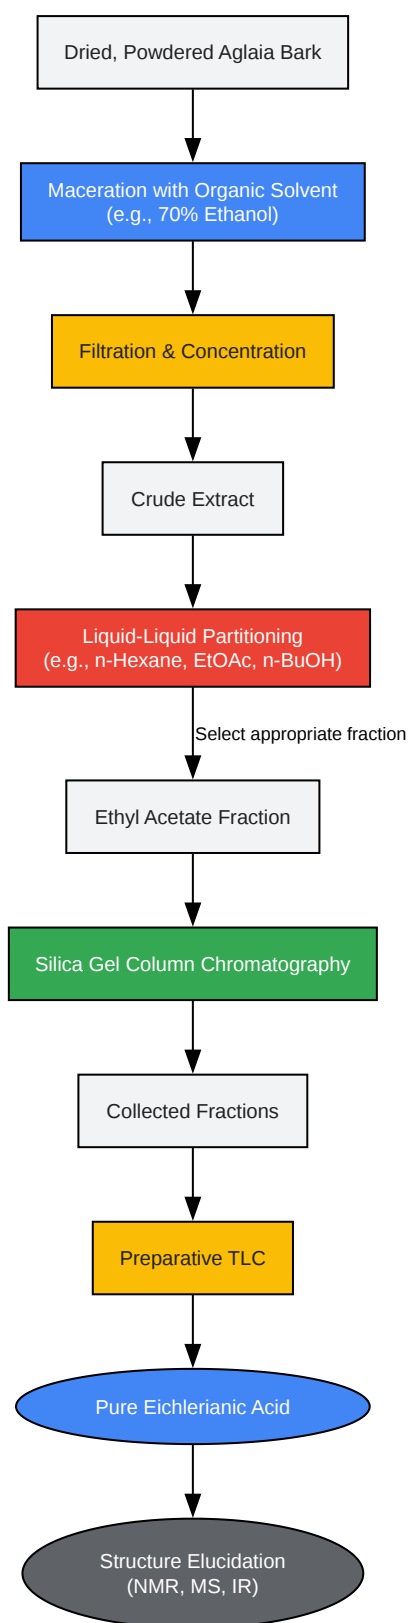 Dried, Powdered Aglaia Bark
Maceration with Organic Solvent
(e.g., 70% Ethanol)
Filtration & Concentration
Crude Extract
Liquid-Liquid Partitioning
(e.g., n-Hexane, EtOAc, n-BuOH)
Select appropriate fraction
Ethyl Acetate Fraction
Silica Gel Column Chromatography
Collected Fractions
Preparative TLC
Pure Eichlerianic Acid
Structure Elucidation
(NMR, MS, IR)